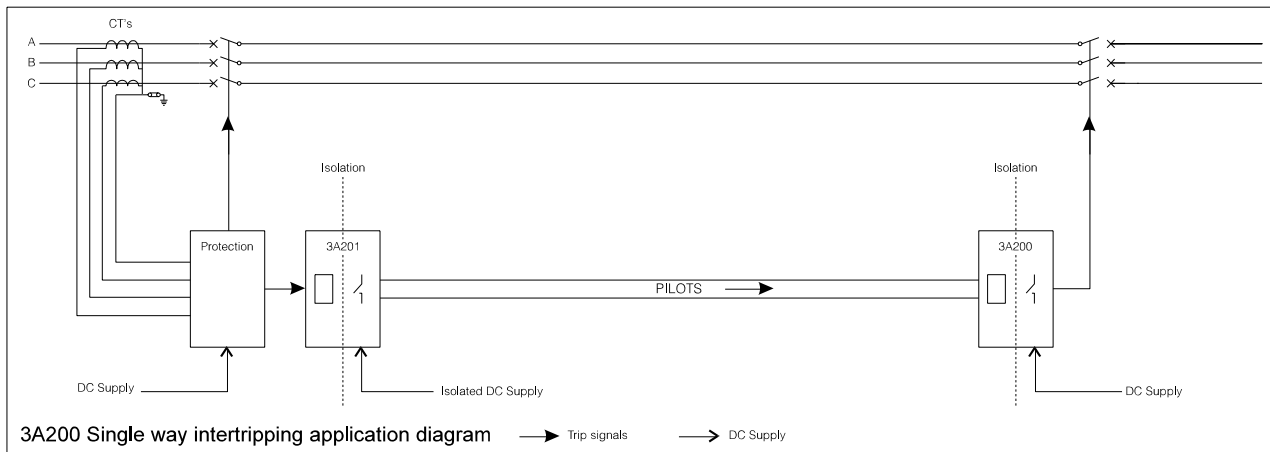 CT's
A
B
C
Isolation
Isolation
Protection
3A201
3A200
PILOTS
DC Supply
Isolated DC Supply
DC Supply
3A200 Single way intertripping application diagram
Trip signals
DC Supply